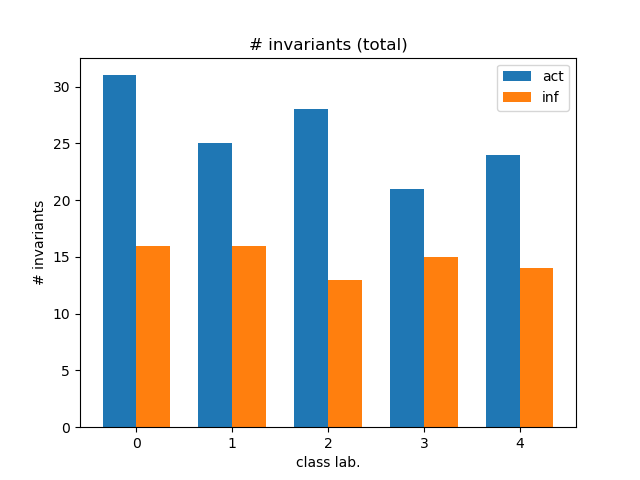 # invariants (total)
act
inf
# invariants
30
25
20
15
10
5
0
0 1 2 3 4
class lab.